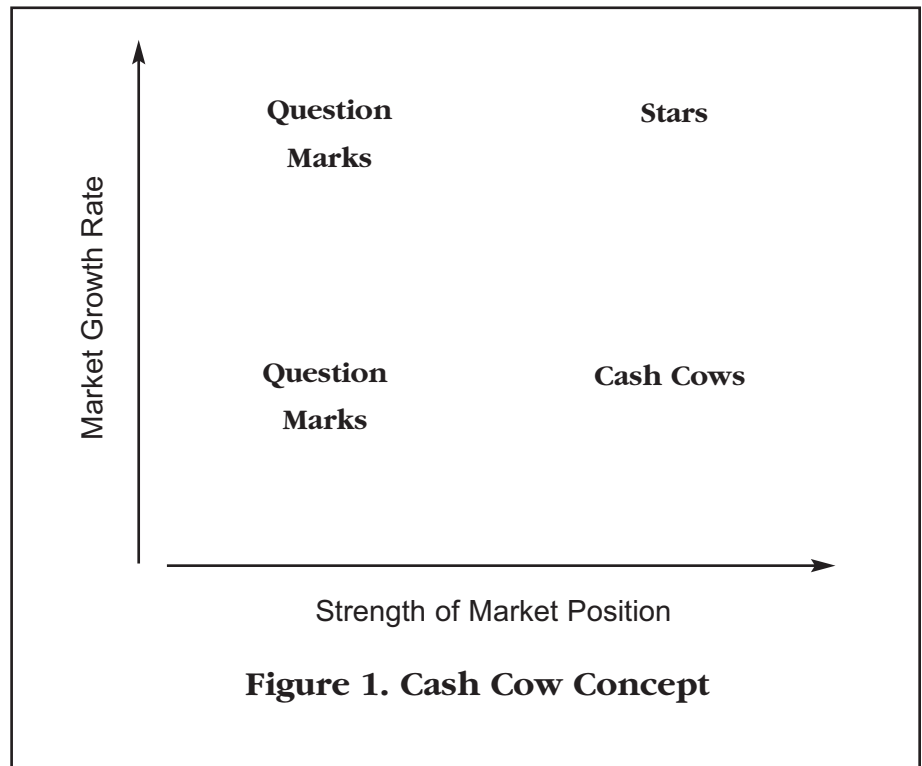 Question
Marks
Stars
Market Growth Rate
Question
Marks
Cash Cows
Strength of Market Position
Figure 1. Cash Cow Concept